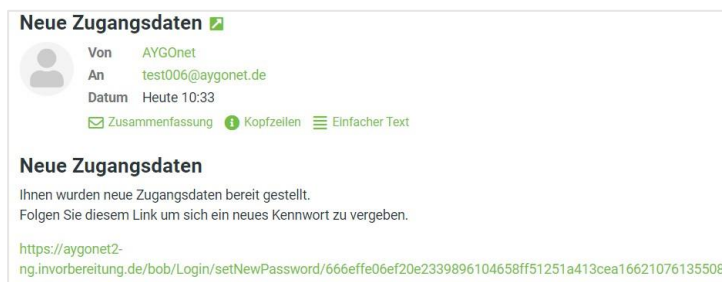 Neue Zugangsdaten
Von AYGOnet
An test006@aygonet.de
Datum Heute 10:33
Zusammenfassung Kopfzeilen Einfacher Text
Neue Zugangsdaten
Ihnen wurden neue Zugangsdaten bereit gestellt.
Folgen Sie diesem Link um sich ein neues Kennwort zu vergeben.
https://aygonet2-
ng.invorbereitung.de/bob/Login/setNewPassword/666effe06ef20e2339896104658ff51251a413cea16621076135508